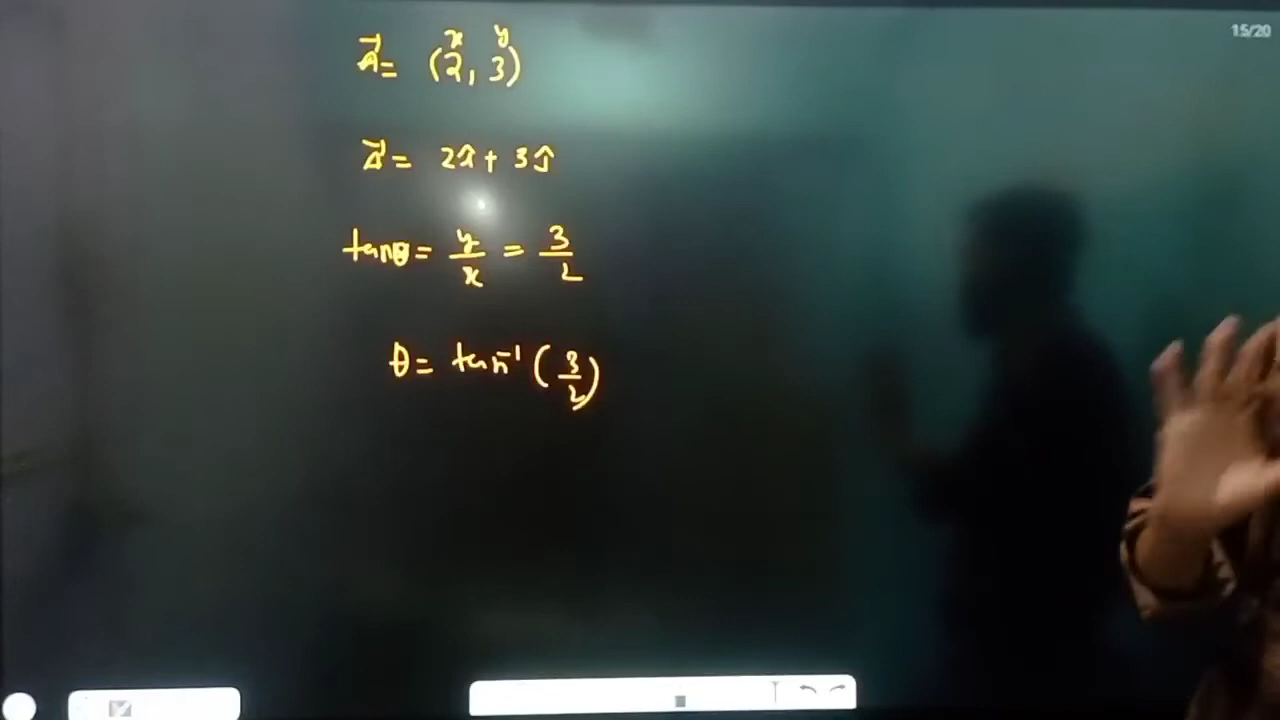 15/20
x y
A⃗ = (2, 3)
A⃗ = 2î + 3ĵ
tanθ = y/x = 3/2
θ = tan⁻¹ (3/2)